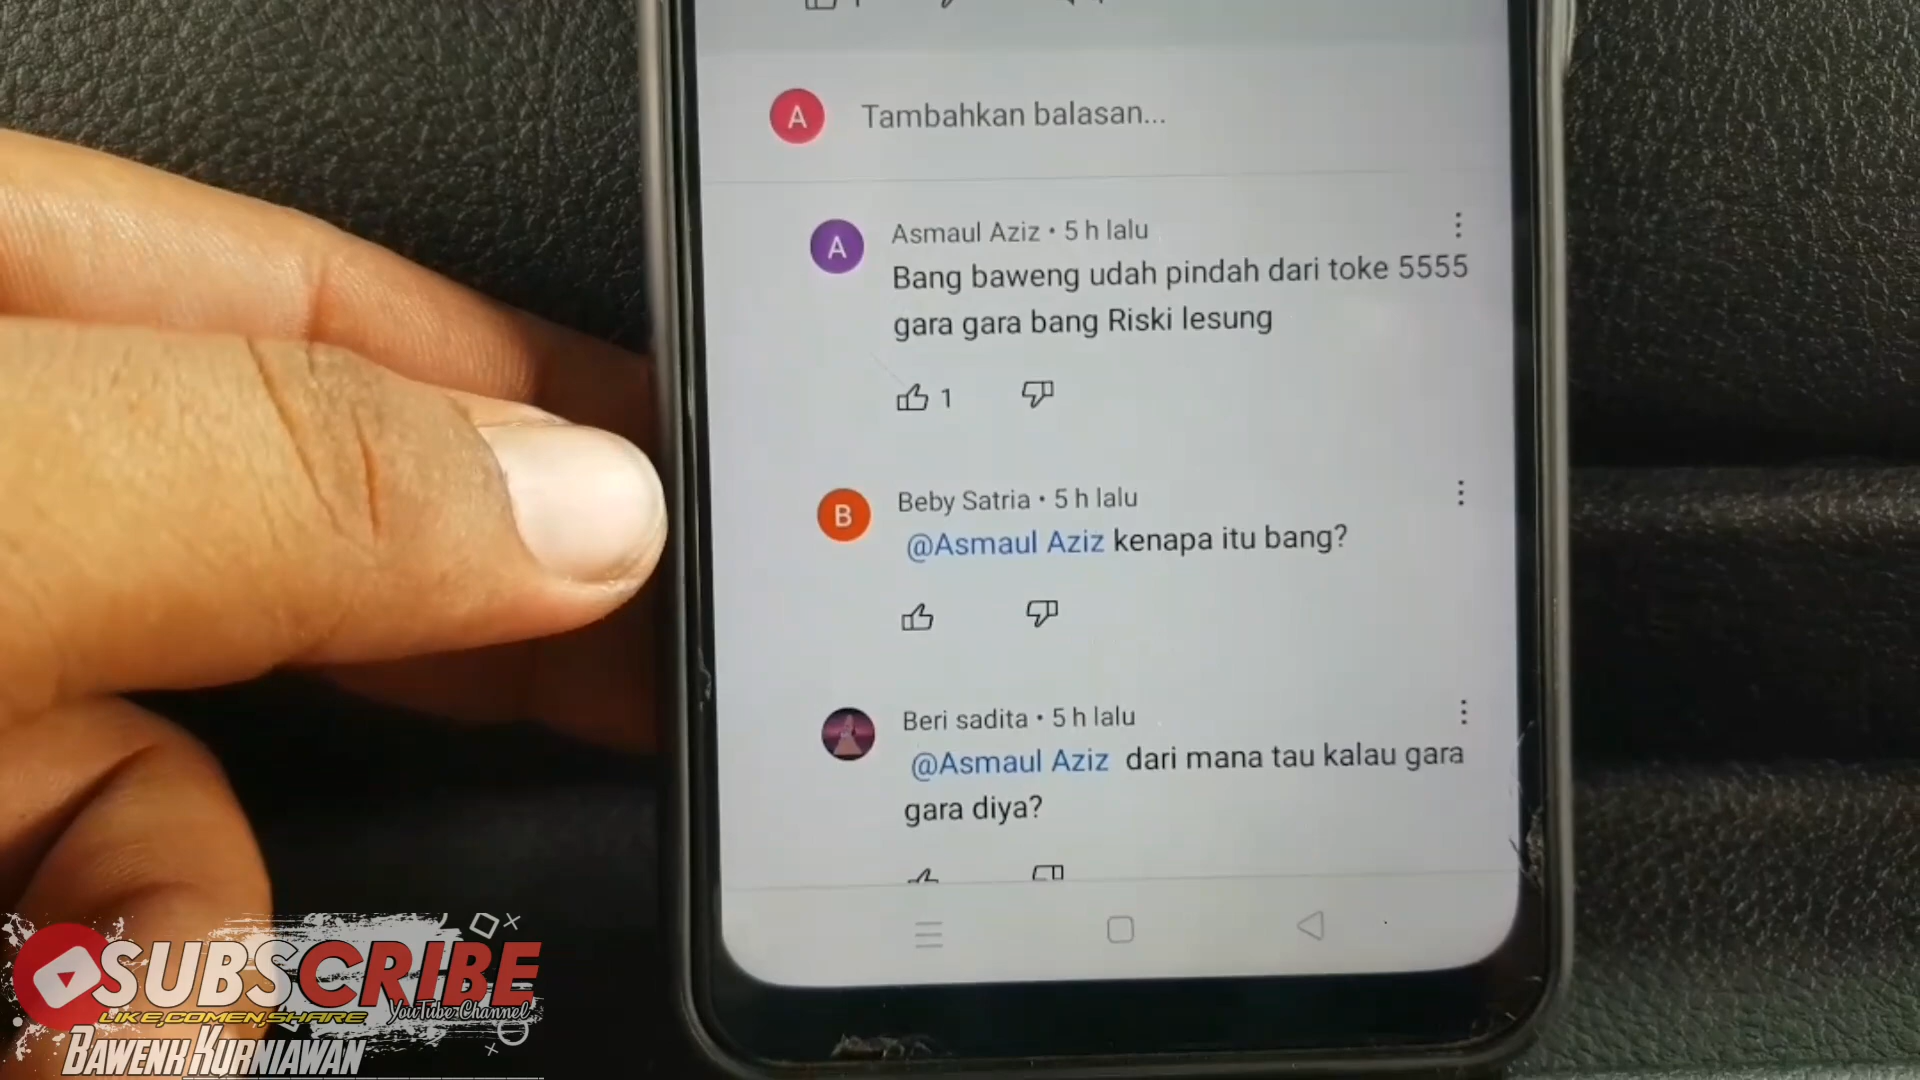 A
Tambahkan balasan...
A
Asmaul Aziz • 5 h lalu
Bang baweng udah pindah dari toke 5555
gara gara bang Riski lesung
1
B
Beby Satria • 5 h lalu
@Asmaul Aziz kenapa itu bang?
Beri sadita • 5 h lalu
@Asmaul Aziz dari mana tau kalau gara
gara diya?
SUBSCRIBE
LIKE,COMEN,SHARE YouTube Channel
BAWENK KURNIAWAN